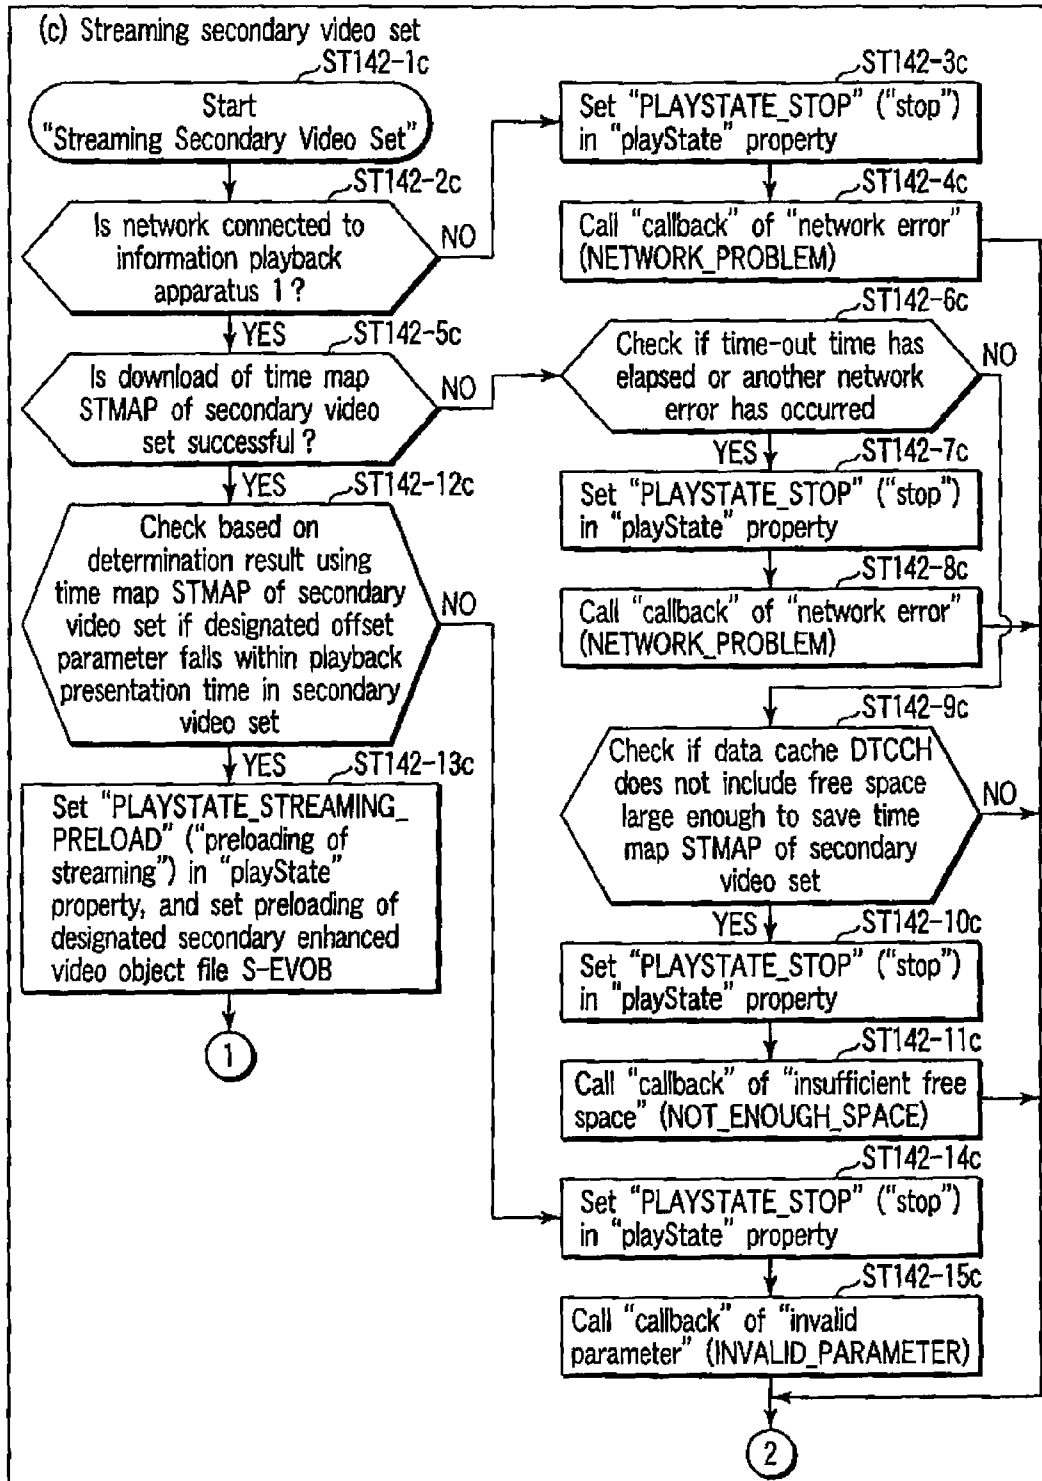 (c) Streaming secondary video set
ST142-1c
Start
"Streaming Secondary Video Set"
ST142-2c
Is network connected to
information playback
apparatus 1?
NO
YES
ST142-3c
Set "PLAYSTATE_STOP" ("stop")
in "playState" property
ST142-4c
Call "callback" of "network error"
(NETWORK_PROBLEM)
ST142-5c
Is download of time map
STMAP of secondary video
set successful?
NO
YES
ST142-6c
Check if time-out time has
elapsed or another network
error has occurred
NO
YES
ST142-7c
Set "PLAYSTATE_STOP" ("stop")
in "playState" property
ST142-8c
Call "callback" of "network error"
(NETWORK_PROBLEM)
ST142-9c
Check if data cache DTCCH
does not include free space
large enough to save time
map STMAP of secondary
video set
NO
YES
ST142-10c
Set "PLAYSTATE_STOP" ("stop")
in "playState" property
ST142-11c
Call "callback" of "insufficient free
space" (NOT_ENOUGH_SPACE)
ST142-12c
Check based on
determination result using
time map STMAP of secondary
video set if designated offset
parameter falls within playback
presentation time in secondary
video set
NO
YES
ST142-13c
Set "PLAYSTATE_STREAMING_
PRELOAD" ("preloading of
streaming") in "playState"
property, and set preloading of
designated secondary enhanced
video object file S-EVOB
1
ST142-14c
Set "PLAYSTATE_STOP" ("stop")
in "playState" property
ST142-15c
Call "callback" of "invalid
parameter" (INVALID_PARAMETER)
2